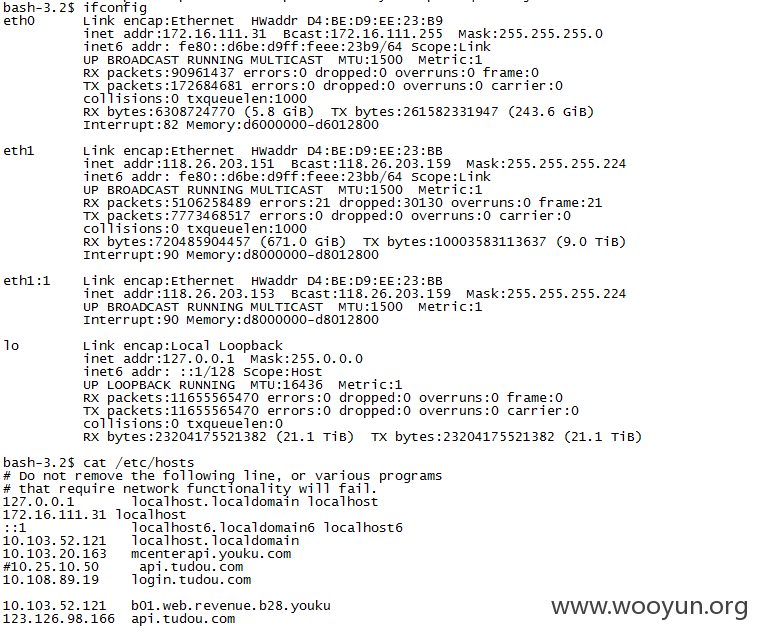 bash-3.2$ ifconfig
eth0 Link encap:Ethernet HWaddr D4:BE:D9:EE:23:B9
inet addr:172.16.111.31 Bcast:172.16.111.255 Mask:255.255.255.0
inet6 addr: fe80::d6be:d9ff:feee:23b9/64 Scope:Link
UP BROADCAST RUNNING MULTICAST MTU:1500 Metric:1
RX packets:90961437 errors:0 dropped:0 overruns:0 frame:0
TX packets:172684681 errors:0 dropped:0 overruns:0 carrier:0
collisions:0 txqueuelen:1000
RX bytes:6308724770 (5.8 GiB) TX bytes:261582331947 (243.6 GiB)
Interrupt:82 Memory:d6000000-d6012800
eth1 Link encap:Ethernet HWaddr D4:BE:D9:EE:23:BB
inet addr:118.26.203.151 Bcast:118.26.203.159 Mask:255.255.255.224
inet6 addr: fe80::d6be:d9ff:feee:23bb/64 Scope:Link
UP BROADCAST RUNNING MULTICAST MTU:1500 Metric:1
RX packets:5106258489 errors:21 dropped:30130 overruns:0 frame:21
TX packets:7773468517 errors:0 dropped:0 overruns:0 carrier:0
collisions:0 txqueuelen:1000
RX bytes:720485904457 (671.0 GiB) TX bytes:10003583113637 (9.0 TiB)
Interrupt:90 Memory:d8000000-d8012800
eth1:1 Link encap:Ethernet HWaddr D4:BE:D9:EE:23:BB
inet addr:118.26.203.153 Bcast:118.26.203.159 Mask:255.255.255.224
UP BROADCAST RUNNING MULTICAST MTU:1500 Metric:1
Interrupt:90 Memory:d8000000-d8012800
lo Link encap:Local Loopback
inet addr:127.0.0.1 Mask:255.0.0.0
inet6 addr: ::1/128 Scope:Host
UP LOOPBACK RUNNING MTU:16436 Metric:1
RX packets:11655565470 errors:0 dropped:0 overruns:0 frame:0
TX packets:11655565470 errors:0 dropped:0 overruns:0 carrier:0
collisions:0 txqueuelen:0
RX bytes:23204175521382 (21.1 TiB) TX bytes:23204175521382 (21.1 TiB)
bash-3.2$ cat /etc/hosts
# Do not remove the following line, or various programs
# that require network functionality will fail.
127.0.0.1 localhost.localdomain localhost
172.16.111.31 localhost
::1 localhost6.localdomain6 localhost6
10.103.52.121 localhost.localdomain
10.103.20.163 mcenterapi.youku.com
#10.25.10.50 api.tudou.com
10.108.89.19 login.tudou.com
10.103.52.121 b01.web.revenue.b28.youku
123.126.98.166 api.tudou.com
www.wooyun.org